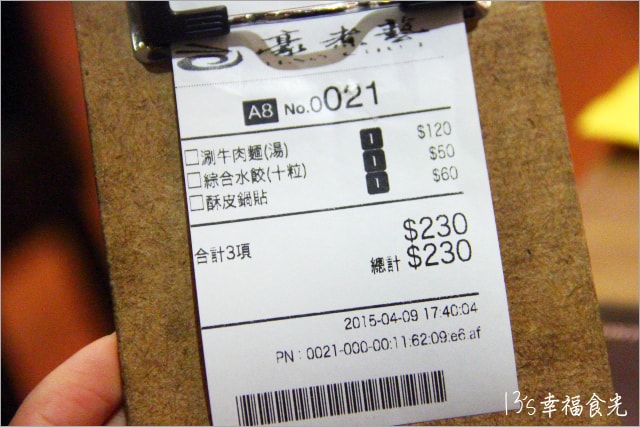 A8 No.0021
□涮牛肉麵(湯) 1 $120
□綜合水餃(十粒) 1 $50
□酥皮鍋貼 1 $60
合計3項 $230
總計 $230
2015-04-09 17:40:04
PN : 0021-000-00:11:62:09:e6:af
13's幸福食光